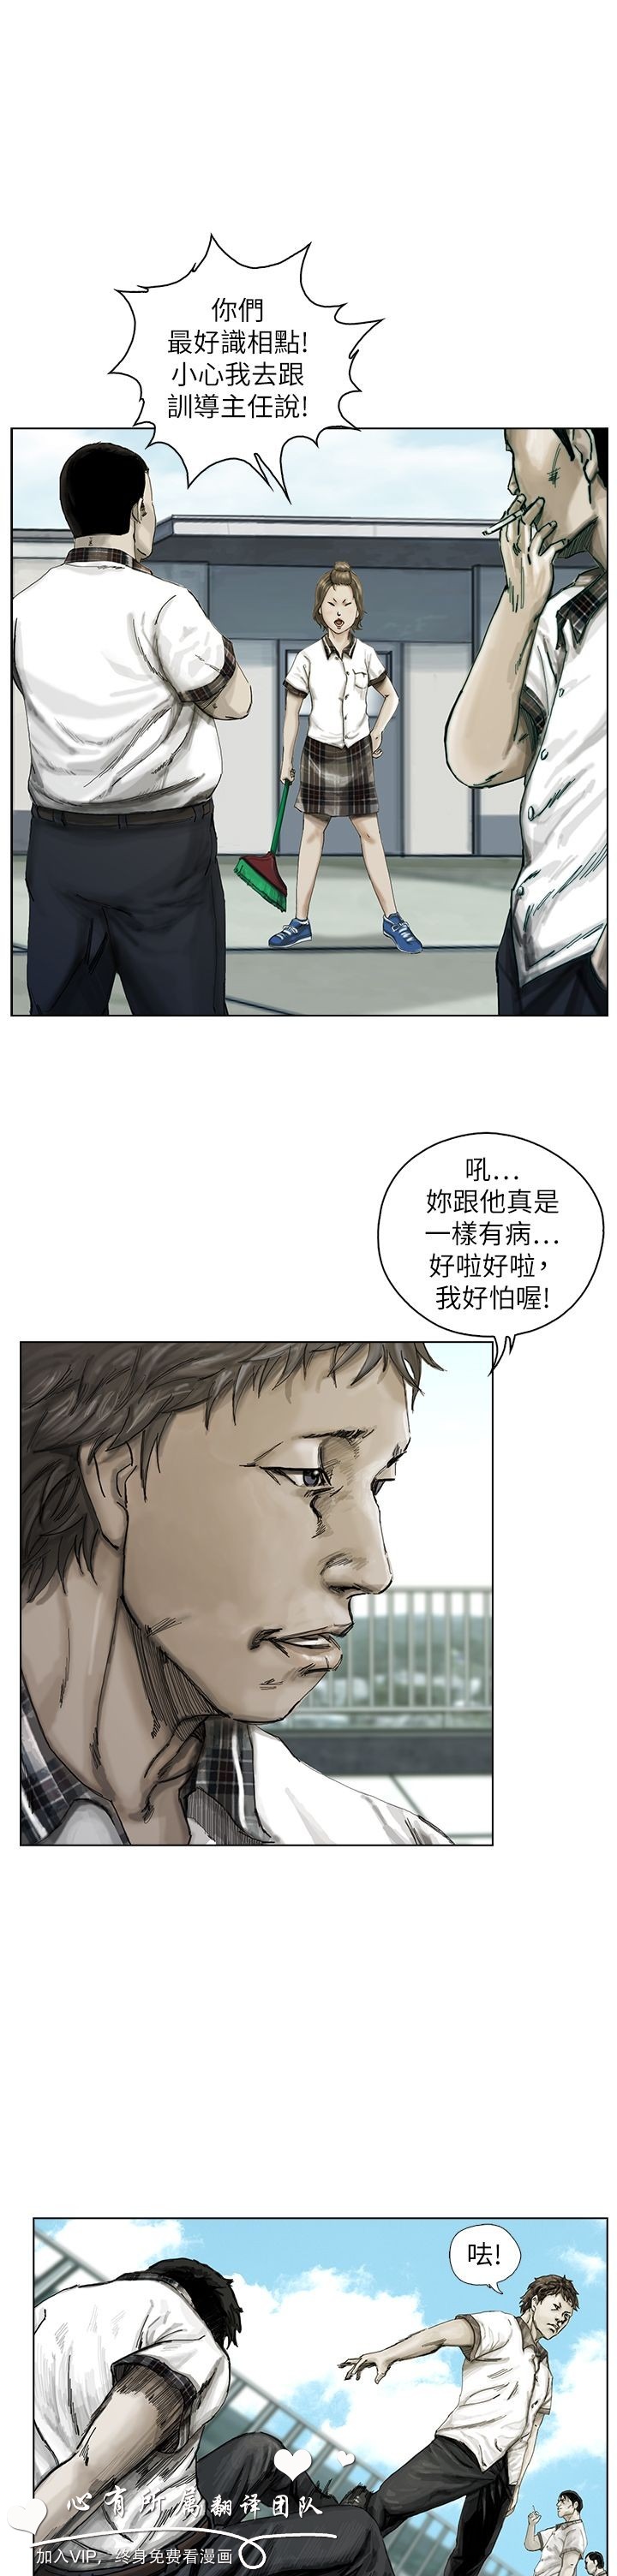 你們
最好識相點!
小心我去跟
訓導主任說!
吼...
妳跟他真是
一樣有病...
好啦好啦,
我好怕喔!
呿!
心有所属翻译团队
加入VIP,终身免费看漫画